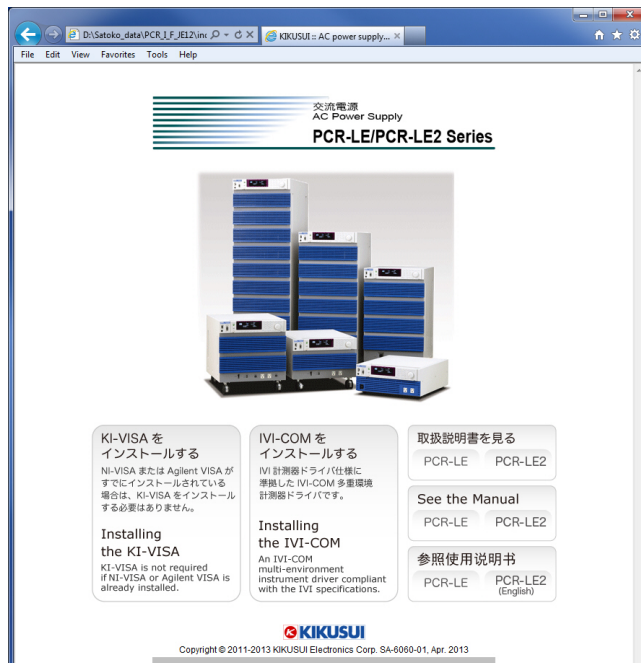 D:\Satoko_data\PCR_I_F_JE12\in
KIKUSUI :: AC power supply...
File Edit View Favorites Tools Help
交流電源
AC Power Supply
PCR-LE/PCR-LE2 Series
KI-VISA を
インストールする
NI-VISA または Agilent VISA が
すでにインストールされている
場合は、KI-VISA をインストール
する必要はありません。
Installing
the KI-VISA
KI-VISA is not required
if NI-VISA or Agilent VISA is
already installed.
IVI-COM を
インストールする
IVI 計測器ドライバ仕様に
準拠した IVI-COM 多重環境
計測器ドライバです。
Installing
the IVI-COM
An IVI-COM
multi-environment
instrument driver compliant
with the IVI specifications.
取扱説明書を見る
PCR-LE PCR-LE2
See the Manual
PCR-LE PCR-LE2
参照使用说明书
PCR-LE PCR-LE2
(English)
KIKUSUI
Copyright © 2011-2013 KIKUSUI Electronics Corp. SA-6060-01, Apr. 2013